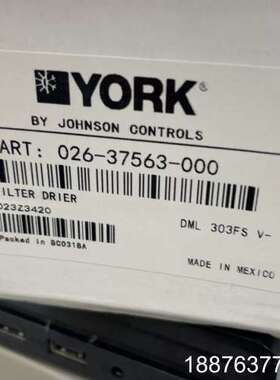 YORK®
BY JOHNSON CONTROLS
ART: 026-37563-000
ILTER DRIER
023Z3420
DML 303FS V-
Packed in BC0318A
MADE IN MEXICO
18876377